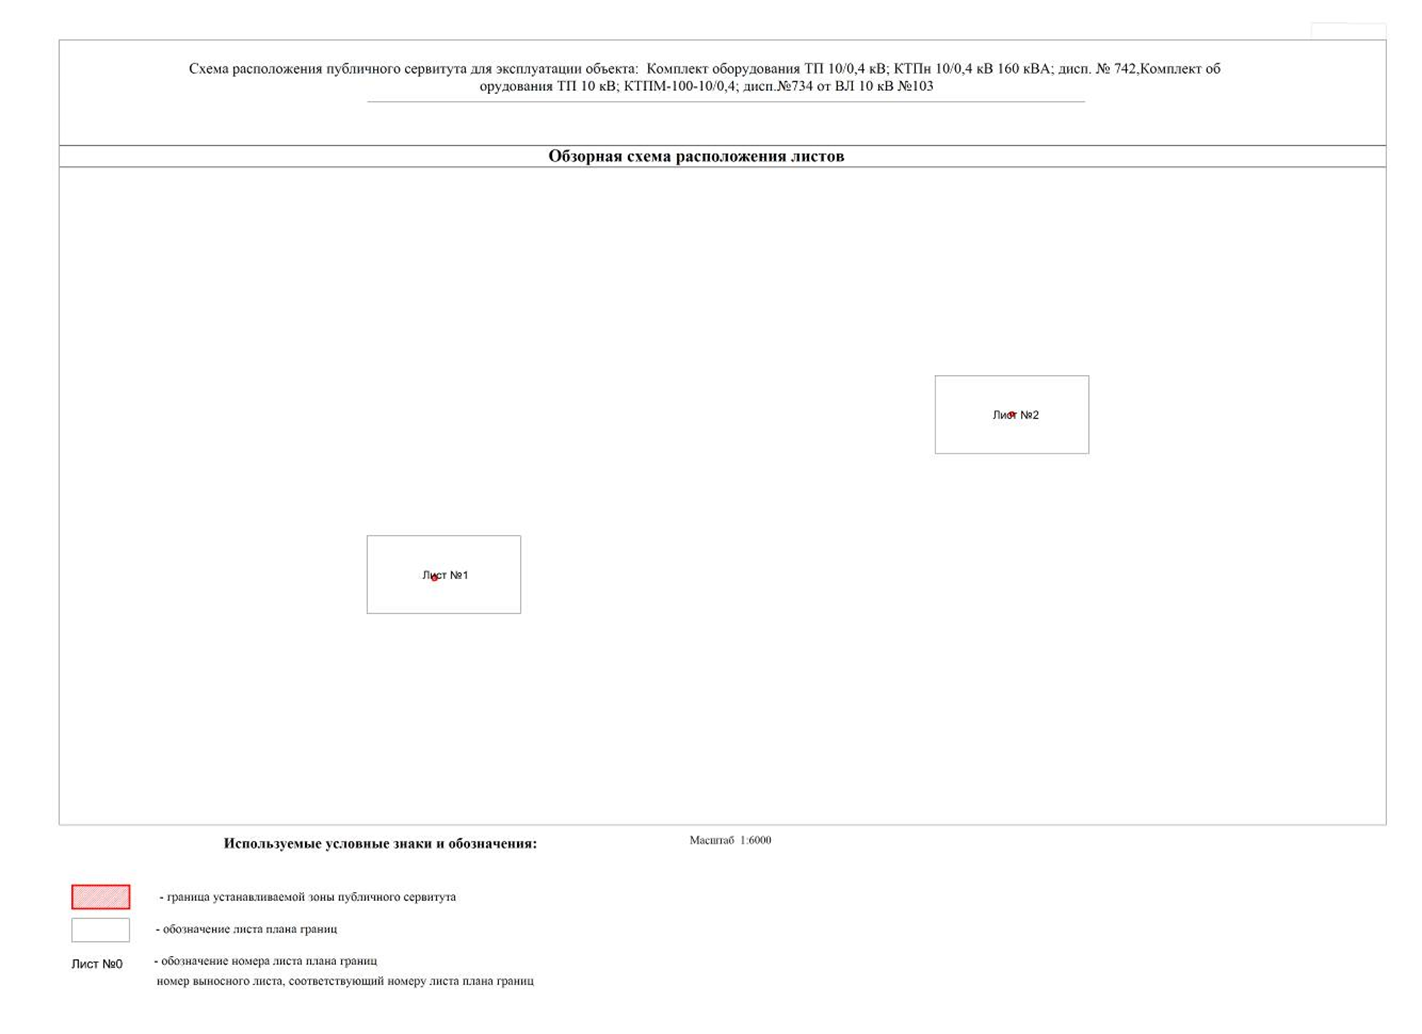 Схема расположения публичного сервитута для эксплуатации объекта:  Комплект оборудования ТП 10/0,4 кВ; КТПн 10/0,4 кВ 160 кВА; дисп. № 742,Комплект об
орудования ТП 10 кВ; КТПМ-100-10/0,4; дисп.№734 от ВЛ 10 кВ №103
Обзорная схема расположения листов
Лист №2
Лист №1
Масштаб 1:6000
Используемые условные знаки и обозначения:
- граница устанавливаемой зоны публичного сервитута
- обозначение листа плана границ
Лист №0 - обозначение номера листа плана границ
номер выносного листа, соответствующий номеру листа плана границ